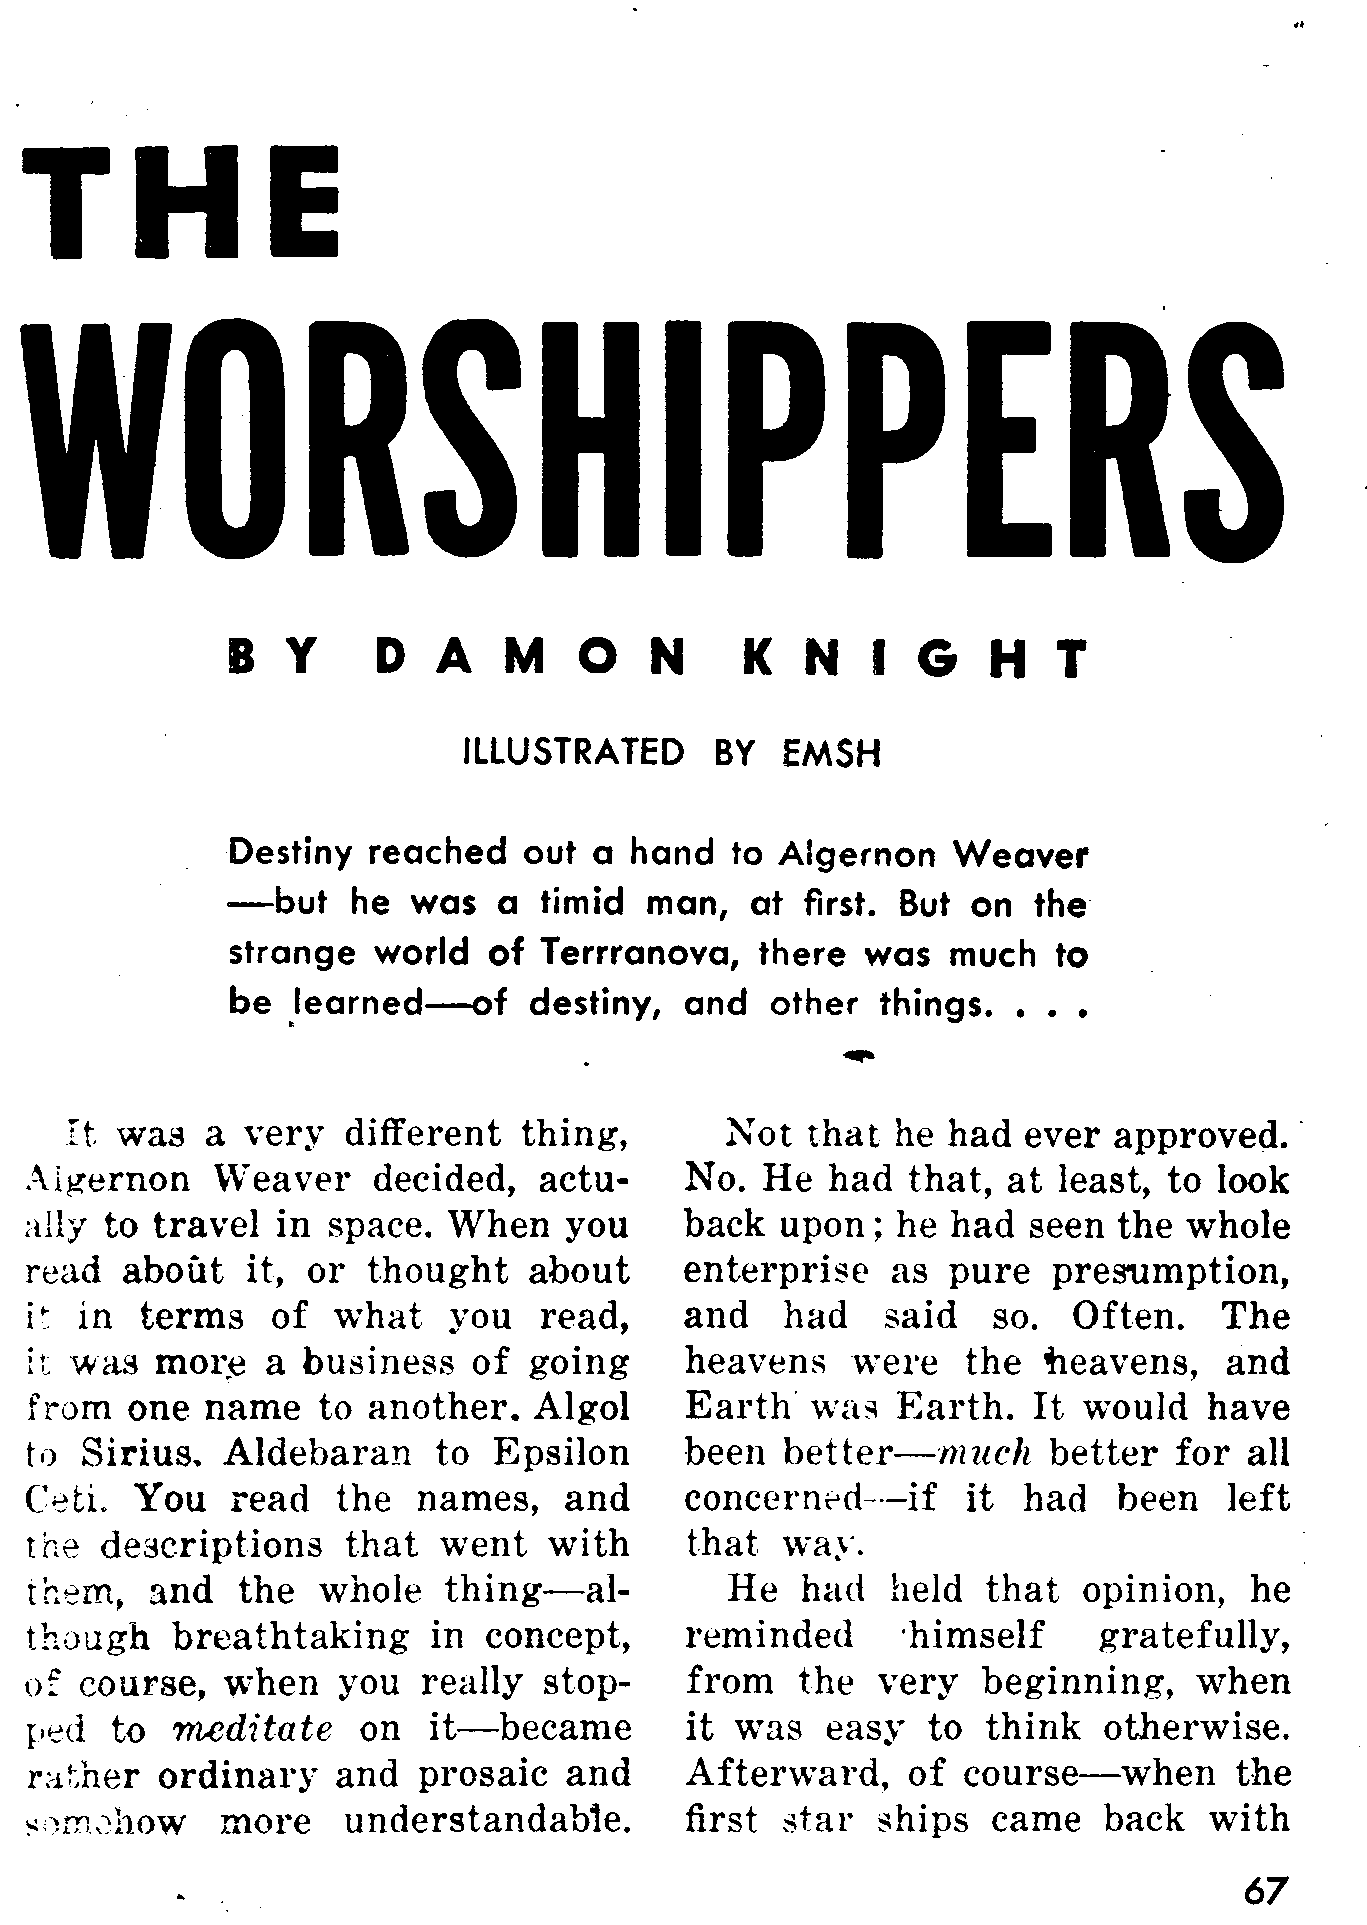 THE
WORSHIPPERS
BY DAMON KNIGHT
ILLUSTRATED BY EMSH
Destiny reached out a hand to Algernon Weaver
—but he was a timid man, at first. But on the
strange world of Terrranova, there was much to
be learned—of destiny, and other things. . . .
It was a very different thing,
Algernon Weaver decided, actu-
ally to travel in space. When you
read about it, or thought about
it in terms of what you read,
it was more a business of going
from one name to another. Algol
to Sirius. Aldebaran to Epsilon
Ceti. You read the names, and
the descriptions that went with
them, and the whole thing—al-
though breathtaking in concept,
of course, when you really stop-
ped to meditate on it—became
rather ordinary and prosaic and
somehow more understandable.
Not that he had ever approved.
No. He had that, at least, to look
back upon; he had seen the whole
enterprise as pure presumption,
and had said so. Often. The
heavens were the heavens, and
Earth was Earth. It would have
been better—much better for all
concerned—if it had been left
that way.
He had held that opinion, he
reminded himself gratefully,
from the very beginning, when
it was easy to think otherwise.
Afterward, of course—when the
first star ships came back with
67